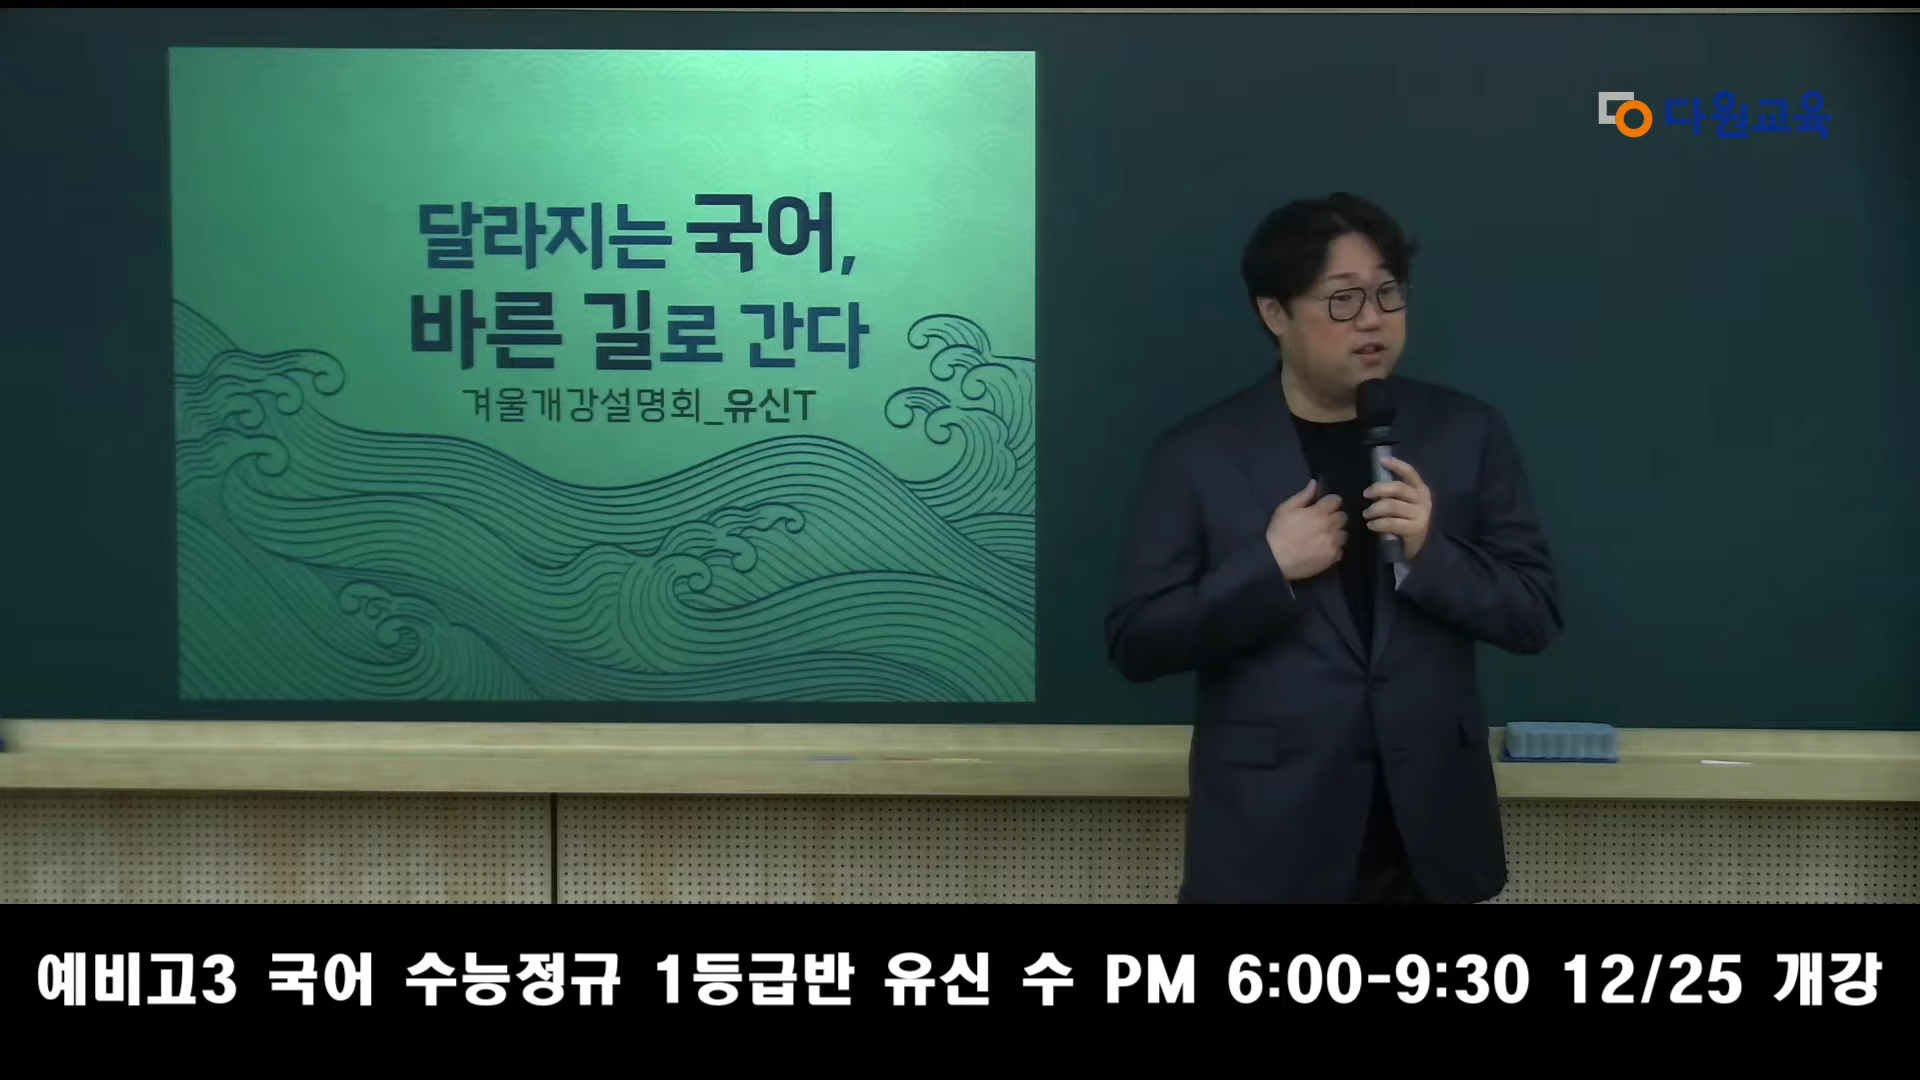 다원교육
달라지는 국어,
바른 길로 간다
겨울개강설명회_유신T
예비고3 국어 수능정규 1등급반 유신 수 PM 6:00-9:30 12/25 개강